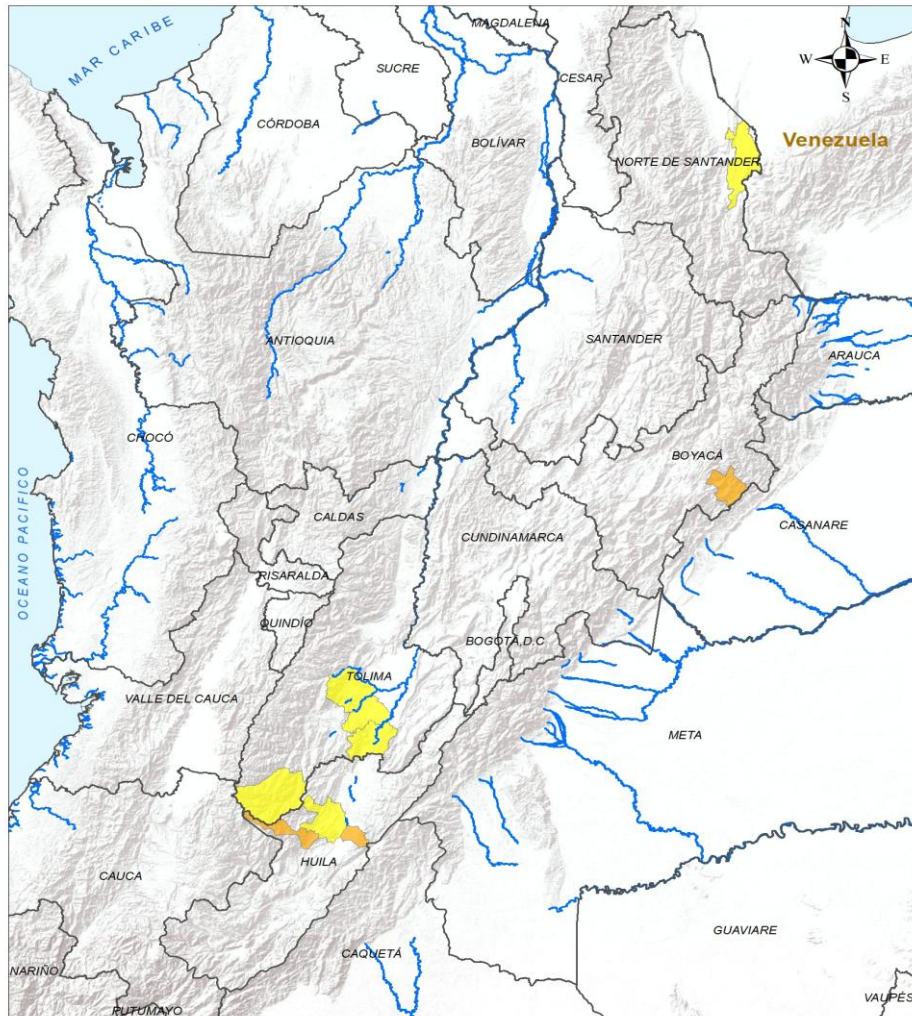 MAGDALENA
MAR CARIBE
N
W E
S
SUCRE
CESAR
CÓRDOBA
BOLÍVAR
Venezuela
NORTE DE SANTANDER
ANTIOQUIA
SANTANDER
ARAUCA
CHOCÓ
BOYACÁ
OCEANO PACIFICO
CALDAS
CUNDINAMARCA
CASANARE
RISARALDA
QUINDÍO
BOGOTÁ,D.C
TOLIMA
VALLE DEL CAUCA
META
HUILA
CAUCA
GUAVIARE
CAQUETÁ
NARIÑO
PUTUMAYO
VAUPÉS